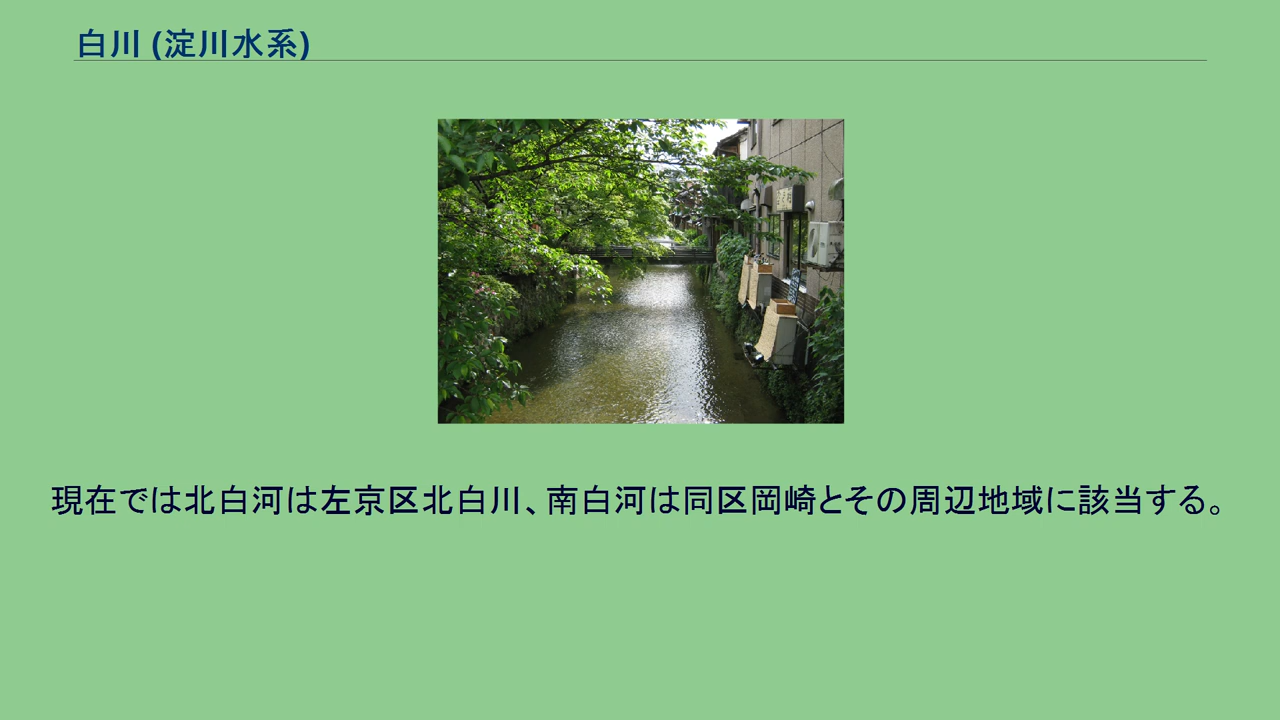 白川 (淀川水系)
現在では北白河は左京区北白川、南白河は同区岡崎とその周辺地域に該当する。